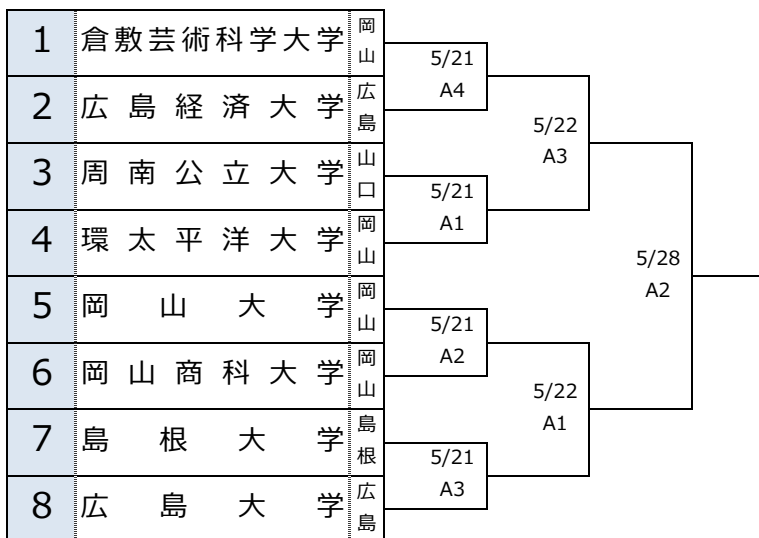 1 倉敷芸術科学大学 岡山
2 広島経済大学 広島
3 周南公立大学 山口
4 環太平洋大学 岡山
5 岡山大学 岡山
6 岡山商科大学 岡山
7 島根大学 島根
8 広島大学 広島
5/21
A4
5/21
A1
5/21
A2
5/21
A3
5/22
A3
5/22
A1
5/28
A2